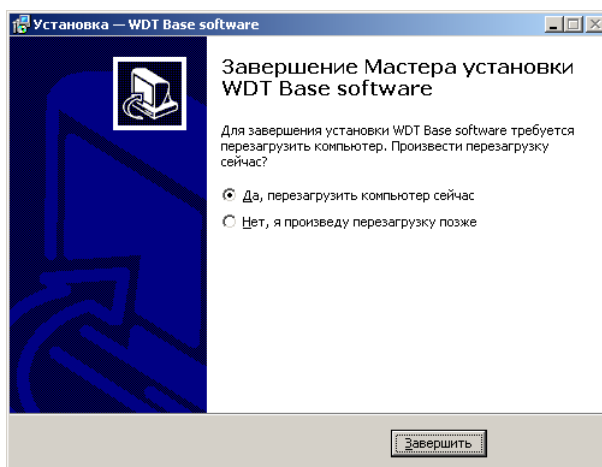 Установка — WDT Base software
Завершение Мастера установки
WDT Base software
Для завершения установки WDT Base software требуется
перезагрузить компьютер. Произвести перезагрузку
сейчас?
Да, перезагрузить компьютер сейчас
Нет, я произведу перезагрузку позже
Завершить